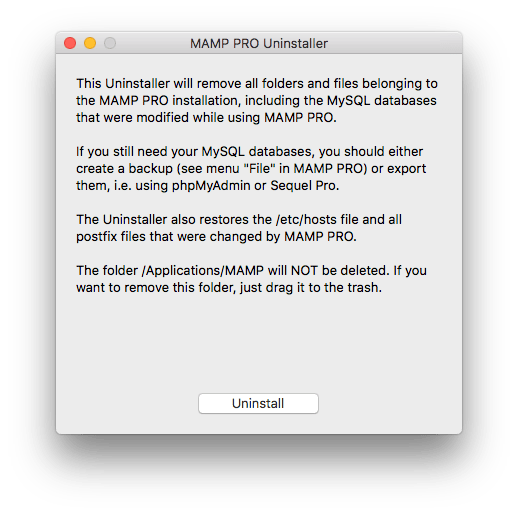 MAMP PRO Uninstaller
This Uninstaller will remove all folders and files belonging to
the MAMP PRO installation, including the MySQL databases
that were modified while using MAMP PRO.
If you still need your MySQL databases, you should either
create a backup (see menu "File" in MAMP PRO) or export
them, i.e. using phpMyAdmin or Sequel Pro.
The Uninstaller also restores the /etc/hosts file and all
postfix files that were changed by MAMP PRO.
The folder /Applications/MAMP will NOT be deleted. If you
want to remove this folder, just drag it to the trash.
Uninstall